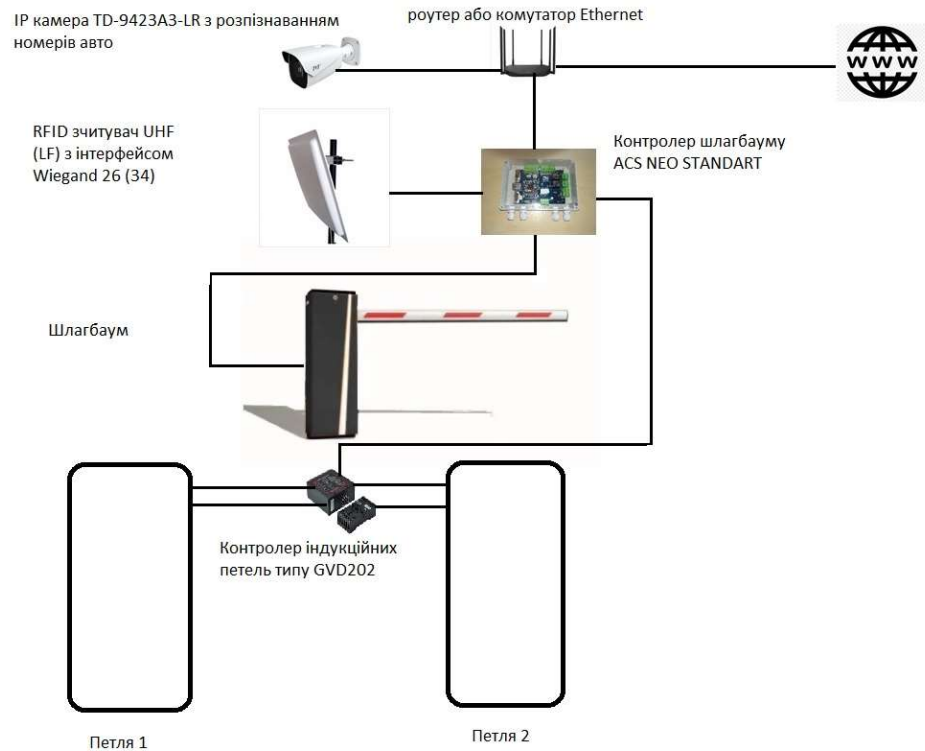 IP камера TD-9423A3-LR з розпізнаванням
номерів авто
роутер або комутатор Ethernet
WWW
RFID зчитувач UHF
(LF) з інтерфейсом
Wiegand 26 (34)
Контролер шлагбауму
ACS NEO STANDART
Шлагбаум
Контролер індукційних
петель типу GVD202
Петля 1
Петля 2